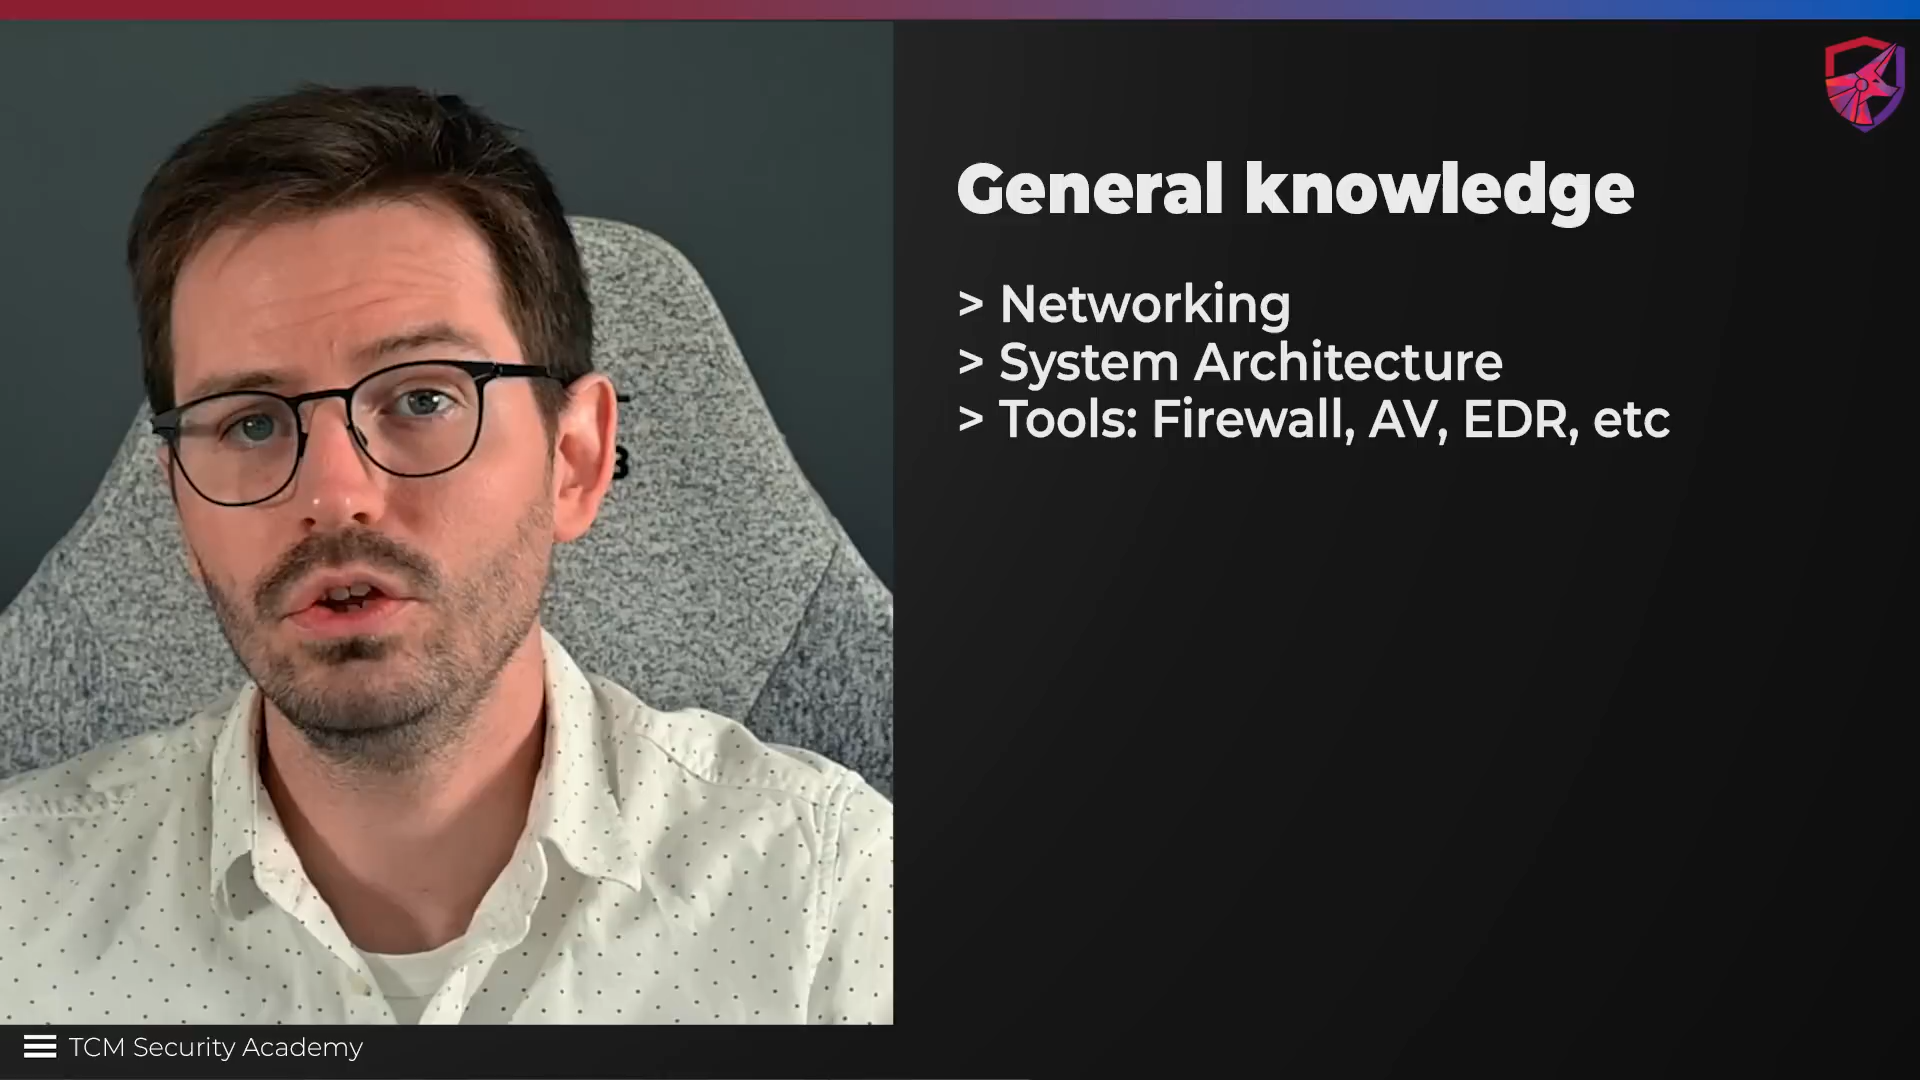 General knowledge
> Networking
> System Architecture
> Tools: Firewall, AV, EDR, etc
TCM Security Academy